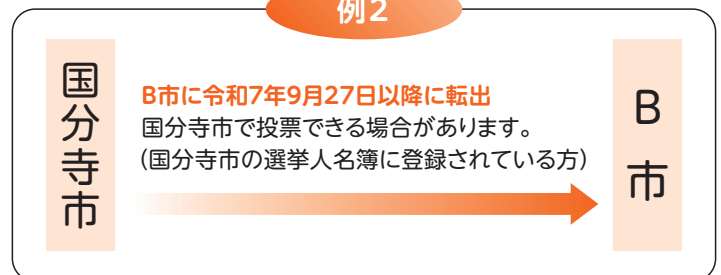 例2
国分寺市
B市に令和7年9月27日以降に転出
国分寺市で投票できる場合があります。
(国分寺市の選挙人名簿に登録されている方)
B市